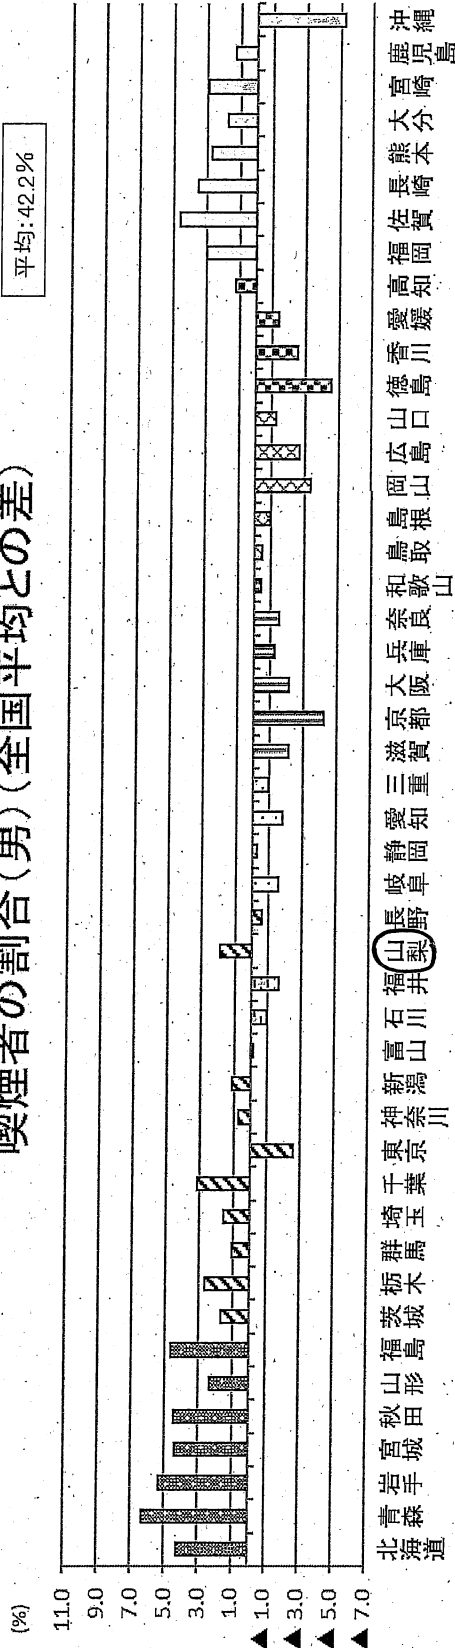 喫煙者の割合(男)(全国平均との差)
平均:42.2%
(%)
11.0
9.0
7.0
5.0
3.0
1.0
▲ 1.0
▲ 3.0
▲ 5.0
▲ 7.0
北海道
青森
岩手
宮城
秋田
山形
福島
茨城
栃木
群馬
埼玉
千葉
東京
神奈川
新潟
富山
石川
福井
山梨
長野
岐阜
静岡
愛知
三重
滋賀
京都
大阪
兵庫
奈良
和歌山
鳥取
島根
岡山
広島
山口
徳島
香川
愛媛
高知
福岡
佐賀
長崎
熊本
大分
宮崎
鹿児島
沖縄